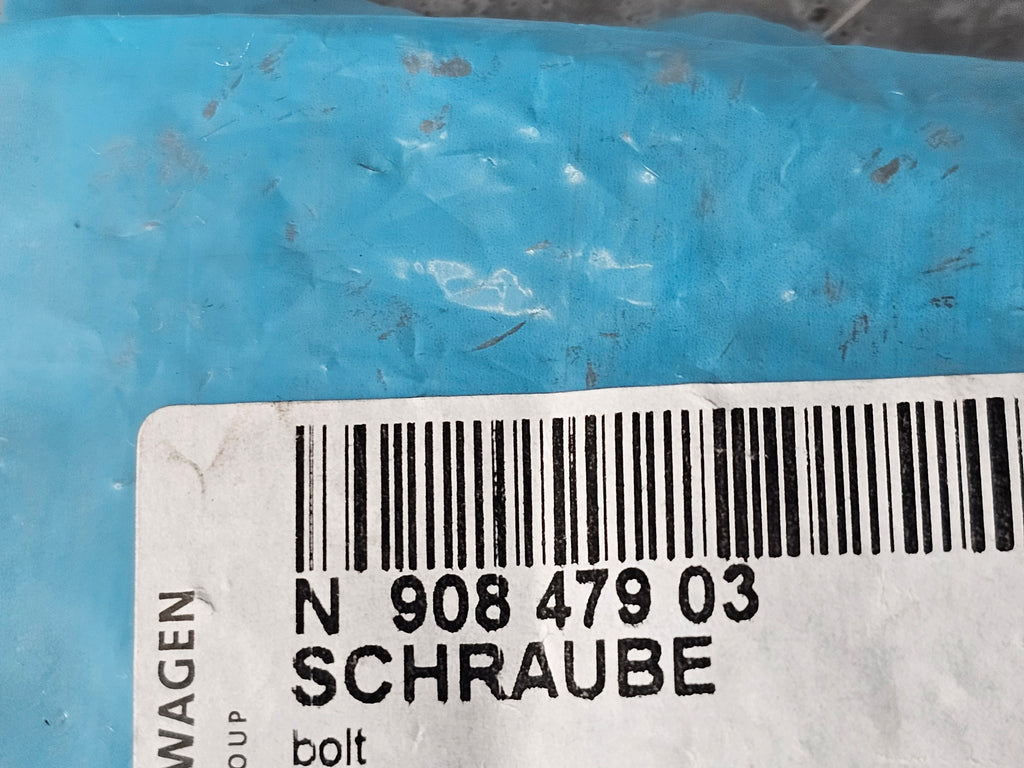 N 908 479 03
SCHRAUBE
bolt
WAGEN
OUP